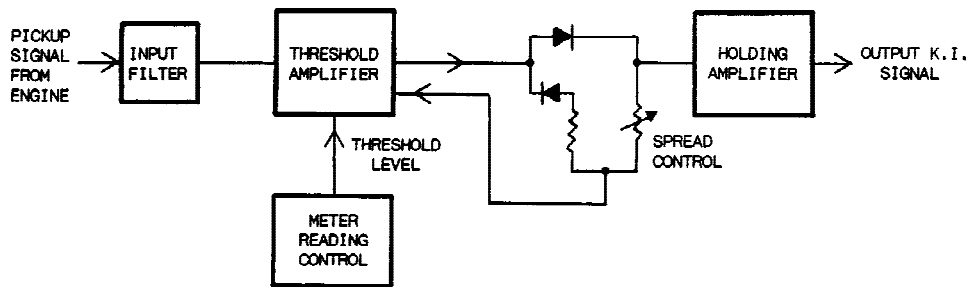 PICKUP
SIGNAL
FROM
ENGINE
INPUT
FILTER
THRESHOLD
AMPLIFIER
HOLDING
AMPLIFIER
OUTPUT K.I.
SIGNAL
THRESHOLD
LEVEL
SPREAD
CONTROL
METER
READING
CONTROL